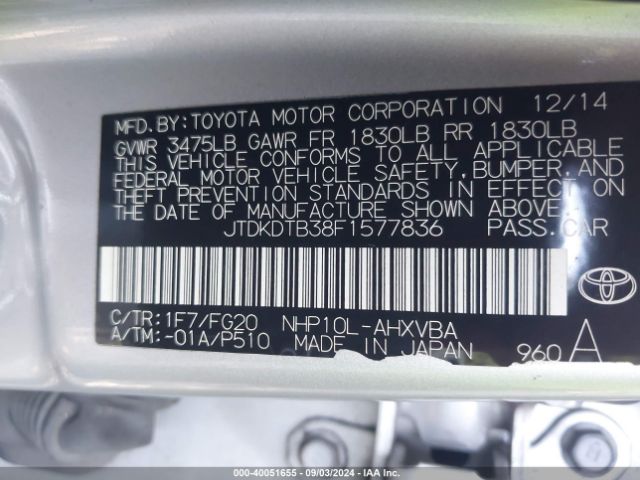 MFD.BY:TOYOTA MOTOR CORPORATION 12/14
GVWR 3475LB GAWR FR 1830LB RR 1830LB
THIS VEHICLE CONFORMS TO ALL APPLICABLE
FEDERAL MOTOR VEHICLE SAFETY,BUMPER,AND
THEFT PREVENTION STANDARDS IN EFFECT ON
THE DATE OF MANUFACTURE SHOWN ABOVE.
JTDKDTB38F1577836 PASS.CAR
C/TR:1F7/FG20 NHP10L-AHXVBA
A/TM:-01A/P510 MADE IN JAPAN 960 A
000-40051655 - 09/03/2024 - IAA Inc.